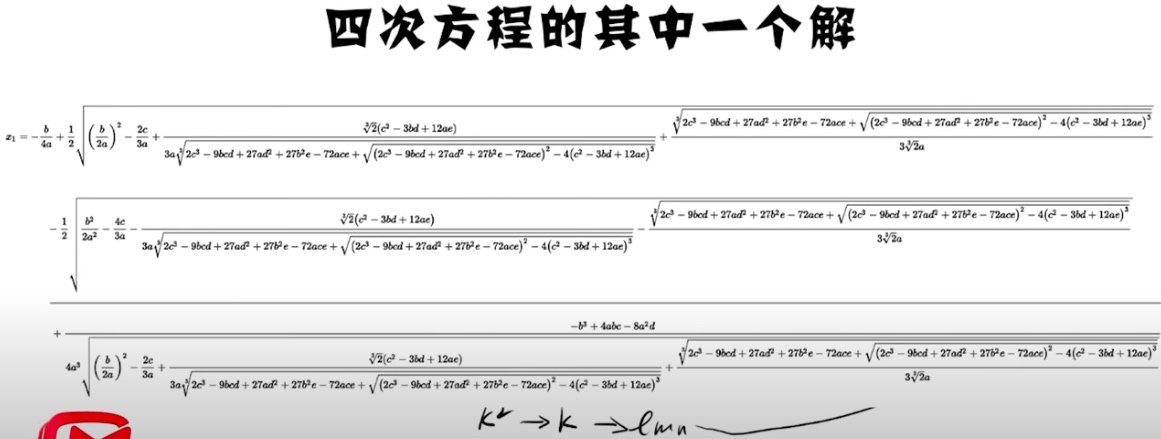 四次方程的其中一个解
x₁ = -\frac{b}{4a} + \frac{1}{2}\sqrt{\left(\frac{b}{2a}\right)^2 - \frac{2c}{3a} + \frac{\sqrt[3]{2}(c^2 - 3bd + 12ae)}{3a\sqrt[3]{2c^3 - 9bcd + 27ad^2 + 27b^2e - 72ace + \sqrt{(2c^3 - 9bcd + 27ad^2 + 27b^2e - 72ace)^2 - 4(c^2 - 3bd + 12ae)^3}}} + \frac{\sqrt[3]{2c^3 - 9bcd + 27ad^2 + 27b^2e - 72ace + \sqrt{(2c^3 - 9bcd + 27ad^2 + 27b^2e - 72ace)^2 - 4(c^2 - 3bd + 12ae)^3}}}{3\sqrt[3]{2}a}}
-\frac{1}{2}\sqrt{\frac{b^2}{2a^2} - \frac{4c}{3a} - \frac{\sqrt[3]{2}(c^2 - 3bd + 12ae)}{3a\sqrt[3]{2c^3 - 9bcd + 27ad^2 + 27b^2e - 72ace + \sqrt{(2c^3 - 9bcd + 27ad^2 + 27b^2e - 72ace)^2 - 4(c^2 - 3bd + 12ae)^3}}} - \frac{\sqrt[3]{2c^3 - 9bcd + 27ad^2 + 27b^2e - 72ace + \sqrt{(2c^3 - 9bcd + 27ad^2 + 27b^2e - 72ace)^2 - 4(c^2 - 3bd + 12ae)^3}}}{3\sqrt[3]{2}a}}
+ \frac{-b^3 + 4abc - 8a^2d}{4a^3\sqrt{\left(\frac{b}{2a}\right)^2 - \frac{2c}{3a} + \frac{\sqrt[3]{2}(c^2 - 3bd + 12ae)}{3a\sqrt[3]{2c^3 - 9bcd + 27ad^2 + 27b^2e - 72ace + \sqrt{(2c^3 - 9bcd + 27ad^2 + 27b^2e - 72ace)^2 - 4(c^2 - 3bd + 12ae)^3}}} + \frac{\sqrt[3]{2c^3 - 9bcd + 27ad^2 + 27b^2e - 72ace + \sqrt{(2c^3 - 9bcd + 27ad^2 + 27b^2e - 72ace)^2 - 4(c^2 - 3bd + 12ae)^3}}}{3\sqrt[3]{2}a}}}
K² → K → lmn